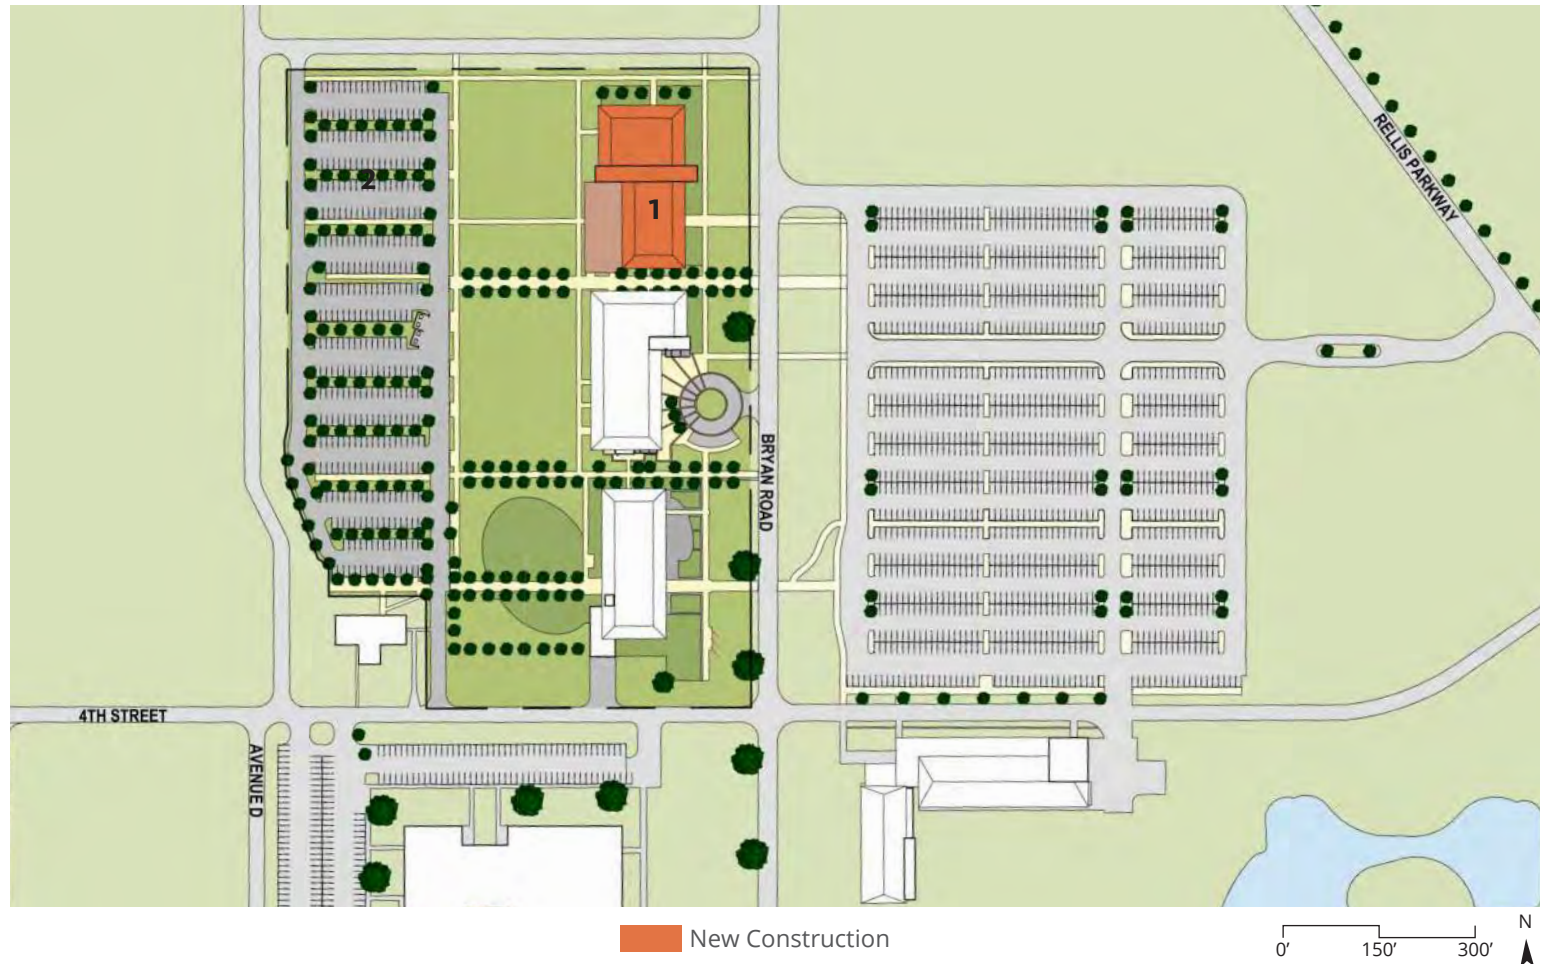 RELLIS PARKWAY
2
1
BRYAN ROAD
4TH STREET
AVENUE D
New Construction
0’ 150’ 300’
N